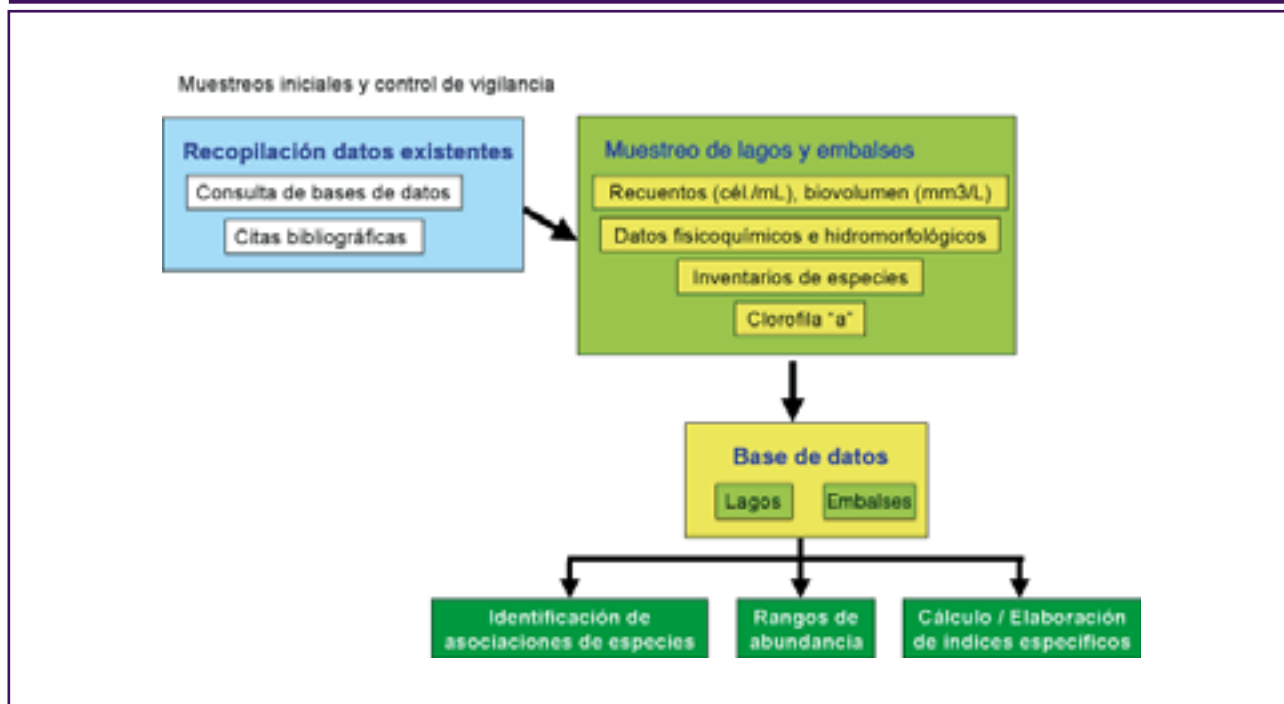 Muestreos iniciales y control de vigilancia
Recopilación datos existentes
Consulta de bases de datos
Citas bibliográficas
Muestreo de lagos y embalses
Recuentos (cél./mL), biovolumen (mm3/L)
Datos fisicoquímicos e hidromorfológicos
Inventarios de especies
Clorofila "a"
Base de datos
Lagos
Embalses
Identificación de
asociaciones de especies
Rangos de
abundancia
Cálculo / Elaboración
de índices específicos